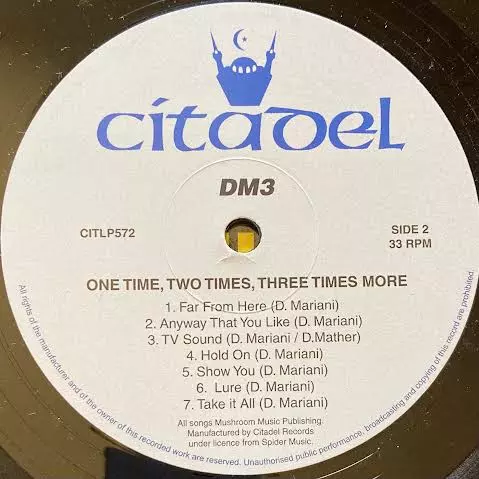 citadel
DM3
CITLP572
SIDE 2
33 RPM
ONE TIME, TWO TIMES, THREE TIMES MORE
1. Far From Here (D. Mariani)
2. Anyway That You Like (D. Mariani)
3. TV Sound (D. Mariani / D.Mather)
4. Hold On (D. Mariani)
5. Show You (D. Mariani)
6. Lure (D. Mariani)
7. Take it All (D. Mariani)
All songs Mushroom Music Publishing.
Manufactured by Citadel Records
under licence from Spider Music.
All rights of the manufacturer and of the owner of this recorded work are reserved. Unauthorised public performance, broadcasting and copying of this record are prohibited.